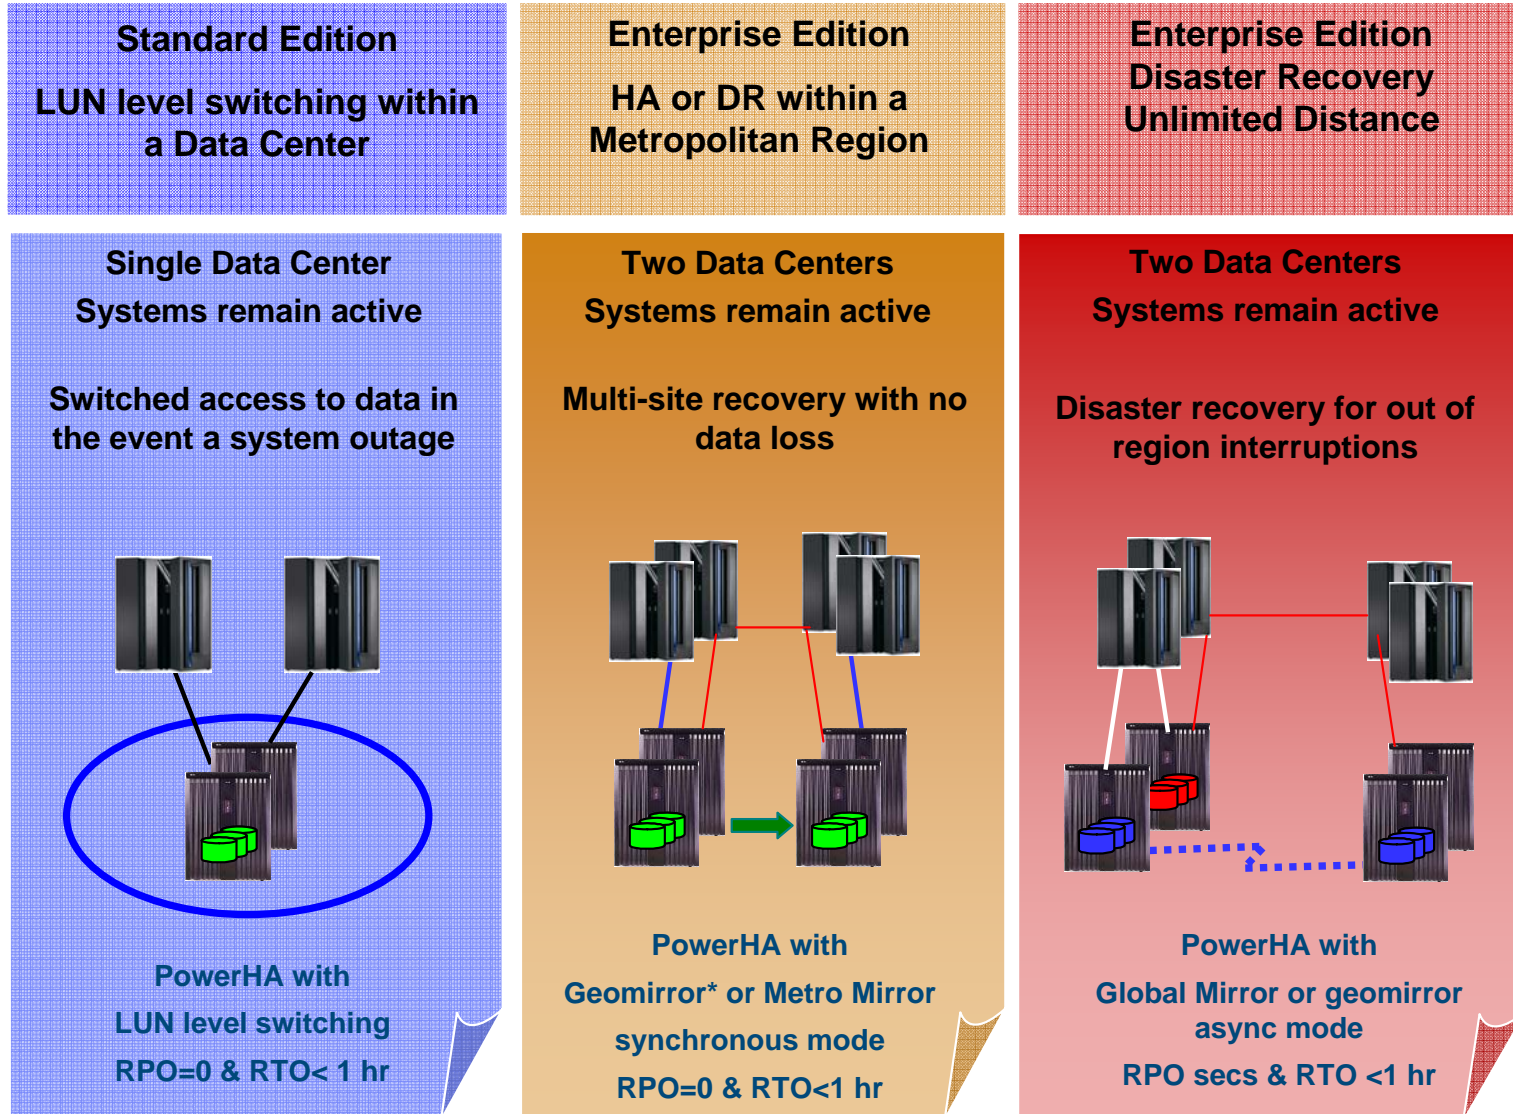 Standard Edition
LUN level switching within
a Data Center
Single Data Center
Systems remain active
Switched access to data in
the event a system outage
PowerHA with
LUN level switching
RPO=0 & RTO< 1 hr
Enterprise Edition
HA or DR within a
Metropolitan Region
Two Data Centers
Systems remain active
Multi-site recovery with no
data loss
PowerHA with
Geomirror* or Metro Mirror
synchronous mode
RPO=0 & RTO<1 hr
Enterprise Edition
Disaster Recovery
Unlimited Distance
Two Data Centers
Systems remain active
Disaster recovery for out of
region interruptions
PowerHA with
Global Mirror or geomirror
async mode
RPO secs & RTO <1 hr